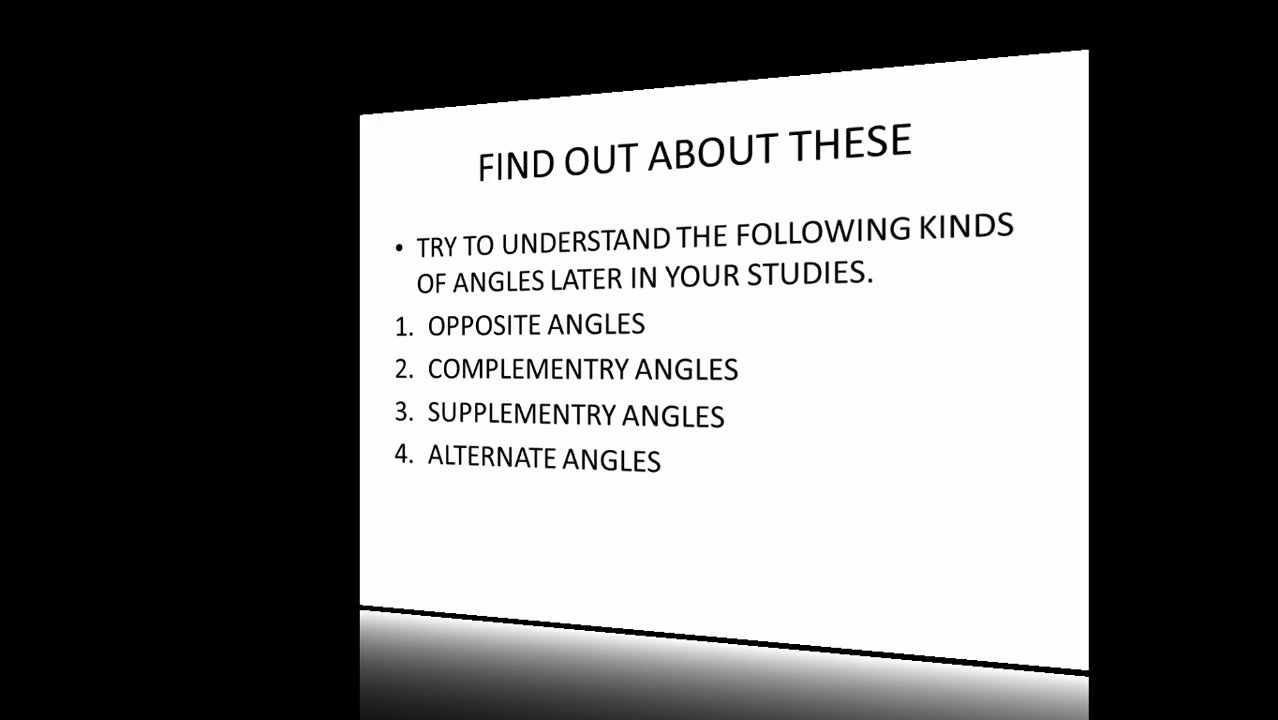 FIND OUT ABOUT THESE
• TRY TO UNDERSTAND THE FOLLOWING KINDS
OF ANGLES LATER IN YOUR STUDIES.
1. OPPOSITE ANGLES
2. COMPLEMENTRY ANGLES
3. SUPPLEMENTRY ANGLES
4. ALTERNATE ANGLES